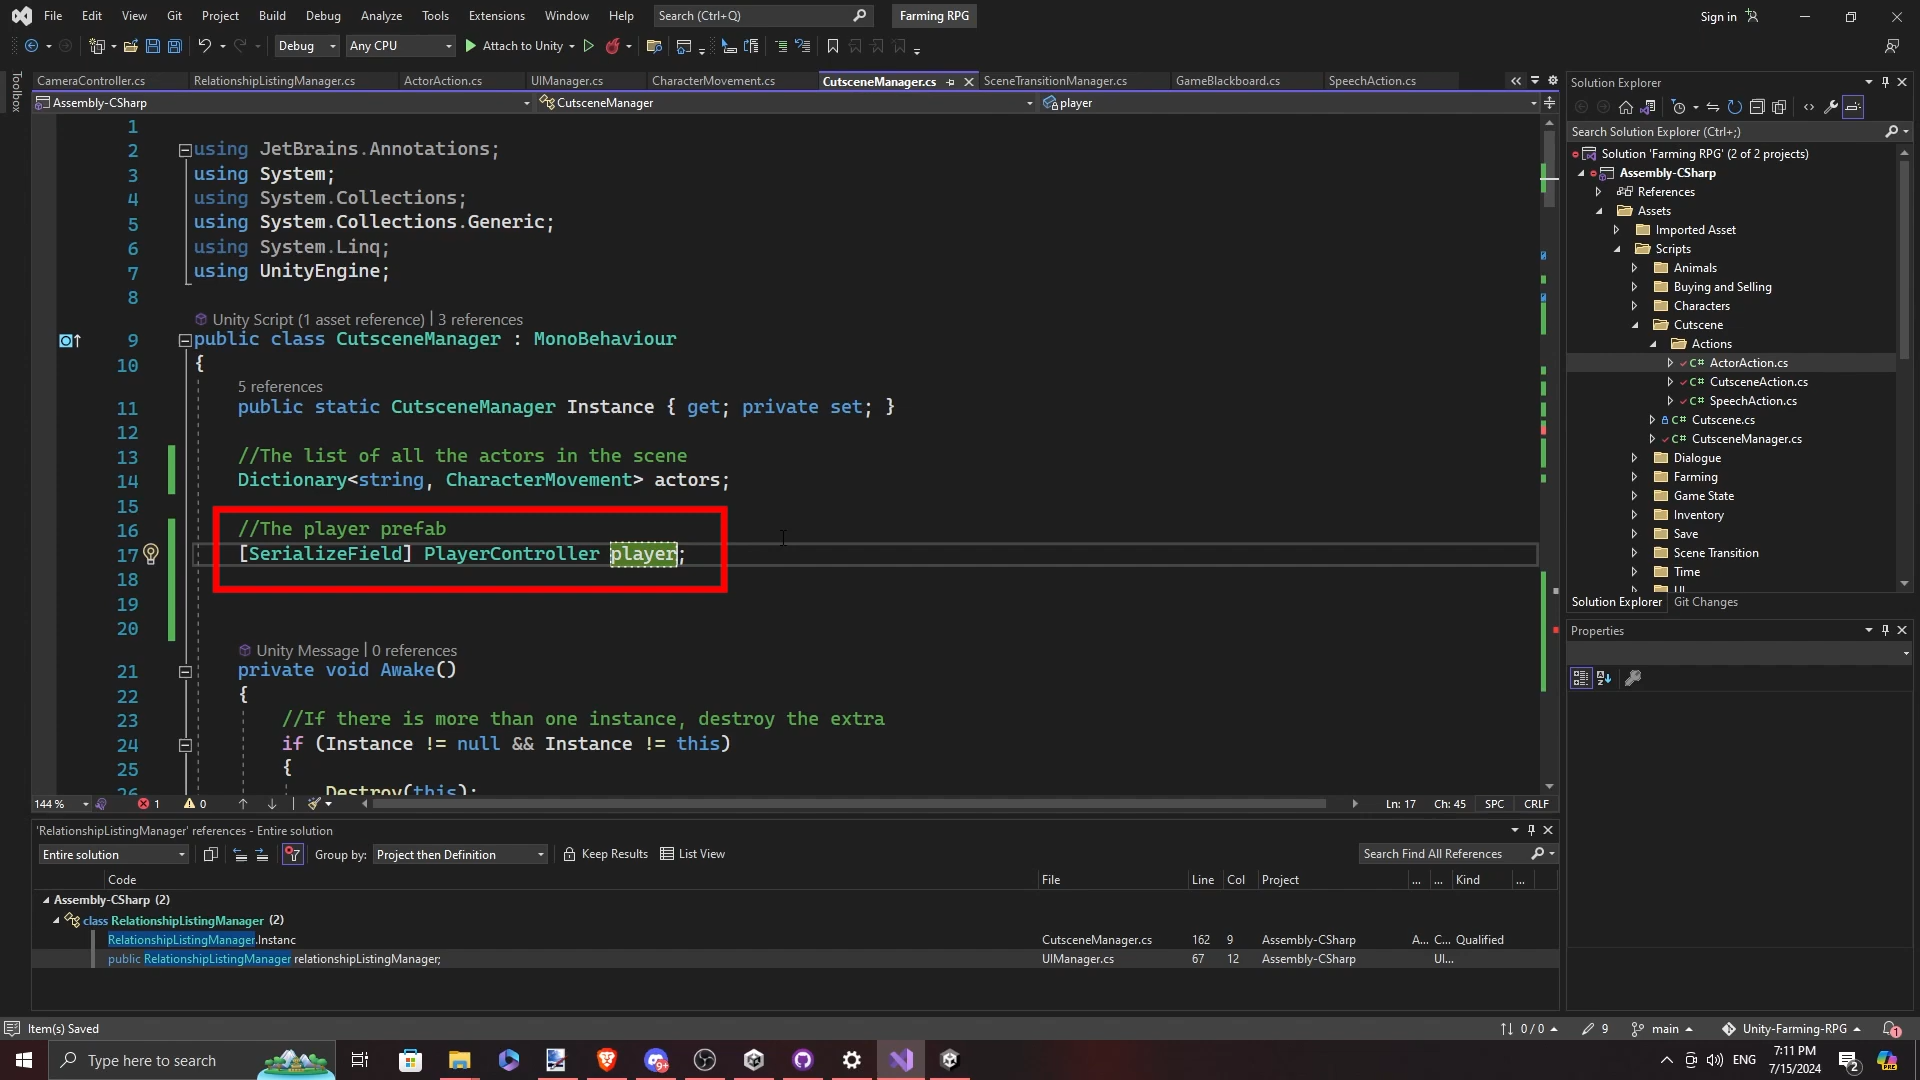 File Edit View Git Project Build Debug Analyze Tools Extensions Window Help Search (Ctrl+Q) Farming RPG Sign in
Debug Any CPU Attach to Unity
CameraController.cs RelationshipListingManager.cs ActorAction.cs UIManager.cs CharacterMovement.cs CutsceneManager.cs SceneTransitionManager.cs GameBlackboard.cs SpeechAction.cs
Toolbox
Assembly-CSharp CutsceneManager player
1
2 using JetBrains.Annotations;
3 using System;
4 using System.Collections;
5 using System.Collections.Generic;
6 using System.Linq;
7 using UnityEngine;
8
Unity Script (1 asset reference) | 3 references
9 public class CutsceneManager : MonoBehaviour
10 {
5 references
11 public static CutsceneManager Instance { get; private set; }
12
13 //The list of all the actors in the scene
14 Dictionary<string, CharacterMovement> actors;
15
16 //The player prefab
17 [SerializeField] PlayerController player;
18
19
20
Unity Message | 0 references
21 private void Awake()
22 {
23 //If there is more than one instance, destroy the extra
24 if (Instance != null && Instance != this)
25 {
26 Destroy(this);
144 % 1 0 Ln: 17 Ch: 45 SPC CRLF
Solution Explorer
Search Solution Explorer (Ctrl+;)
Solution 'Farming RPG' (2 of 2 projects)
Assembly-CSharp
References
Assets
Imported Asset
Scripts
Animals
Buying and Selling
Characters
Cutscene
Actions
C# ActorAction.cs
C# CutsceneAction.cs
C# SpeechAction.cs
C# Cutscene.cs
C# CutsceneManager.cs
Dialogue
Farming
Game State
Inventory
Save
Scene Transition
Time
UI
Solution Explorer Git Changes
Properties
'RelationshipListingManager' references - Entire solution
Entire solution Group by: Project then Definition Keep Results List View Search Find All References
Code File Line Col Project ... ... Kind ...
Assembly-CSharp (2)
class RelationshipListingManager (2)
RelationshipListingManager.Instanc CutsceneManager.cs 162 9 Assembly-CSharp A... C... Qualified
public RelationshipListingManager relationshipListingManager; UIManager.cs 67 12 Assembly-CSharp UI...
Item(s) Saved 0 / 0 9 main Unity-Farming-RPG 1
Type here to search 9+ ENG 7:11 PM 2 PRE
7/15/2024